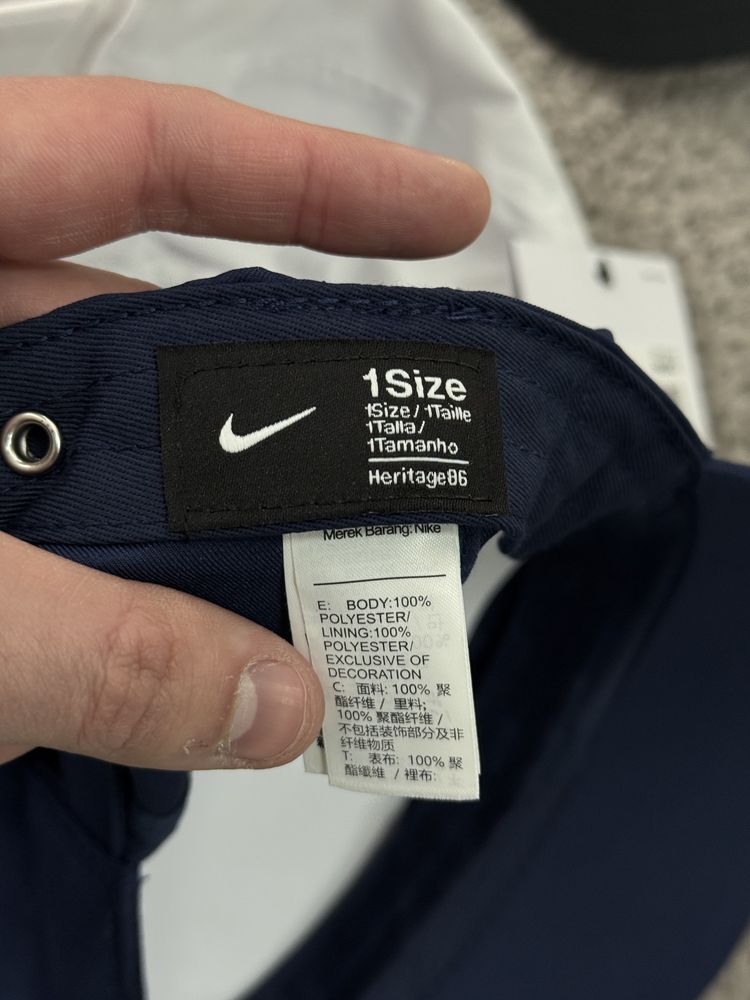 1Size
1Size / 1Taille
1Talla /
1Tamanho
Heritage86
Merek Barang: Nike
E: BODY:100%
POLYESTER/
LINING:100%
POLYESTER/
EXCLUSIVE OF
DECORATION
C: 面料: 100% 聚
酯纤维 / 里料;
100% 聚酯纤维 /
不包括装饰部分及非
纤维物质
T: 表布: 100% 聚
酯纖維 / 裡布: